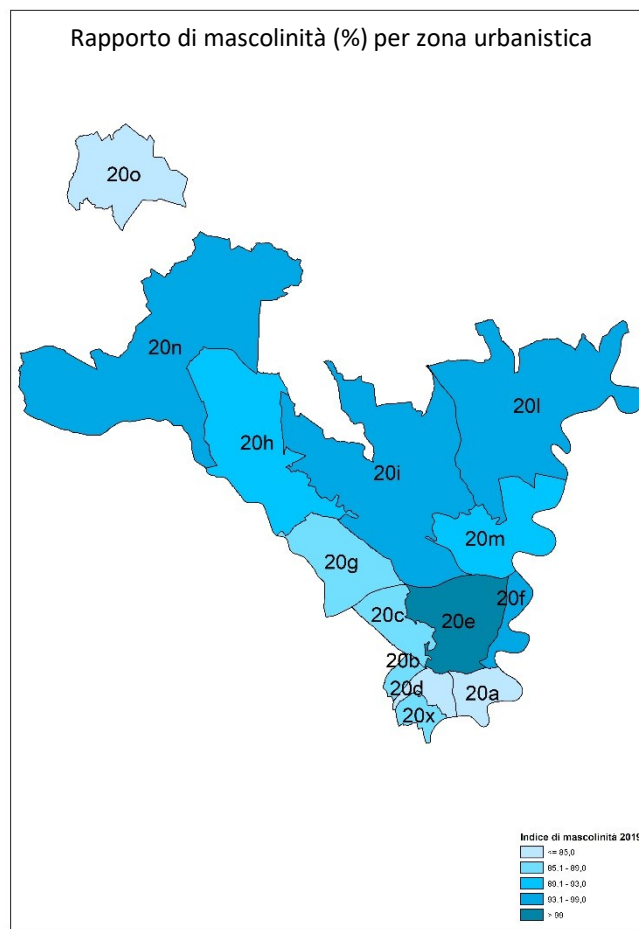 Rapporto di mascolinità (%) per zona urbanistica
20o
20n
20l
20h
20i
20m
20g
20f
20c
20e
20b
20d
20a
20x
Indice di mascolinità 2019
<= 85,0
85.1 - 89,0
89.1 - 93,0
93.1 - 99,0
> 99